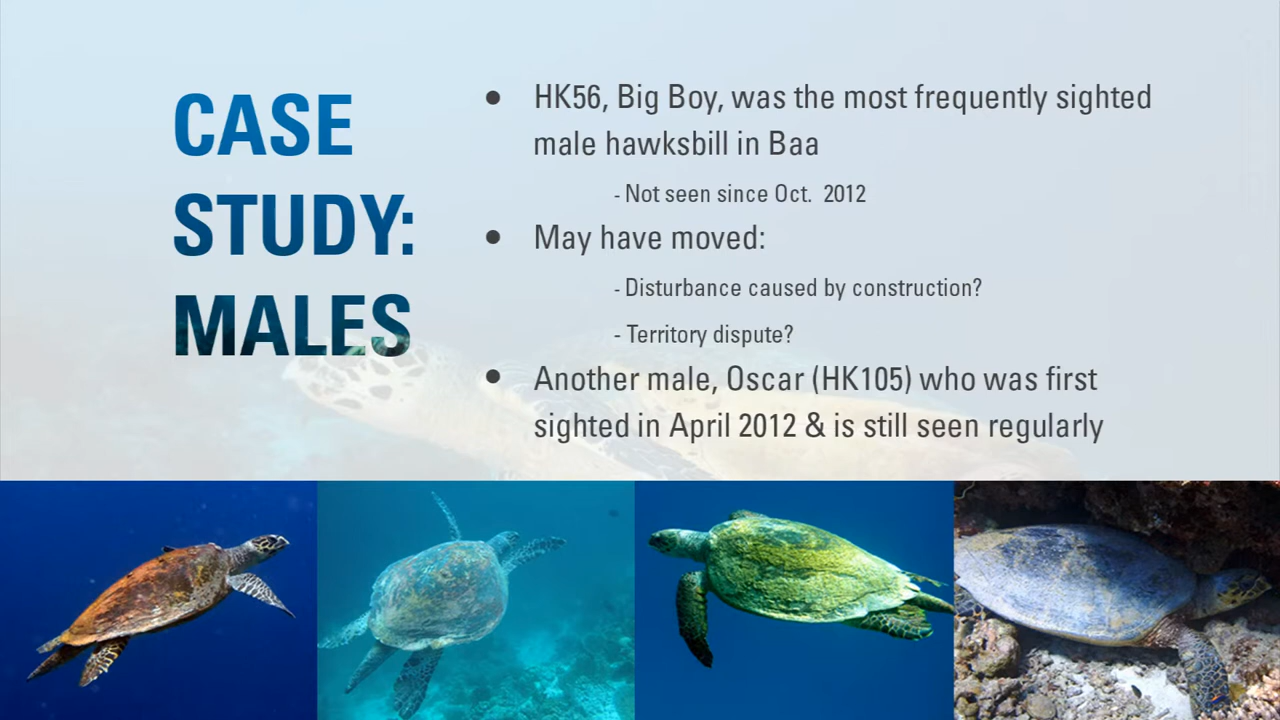 CASE
STUDY:
MALES
● HK56, Big Boy, was the most frequently sighted
male hawksbill in Baa
- Not seen since Oct. 2012
● May have moved:
- Disturbance caused by construction?
- Territory dispute?
● Another male, Oscar (HK105) who was first
sighted in April 2012 & is still seen regularly